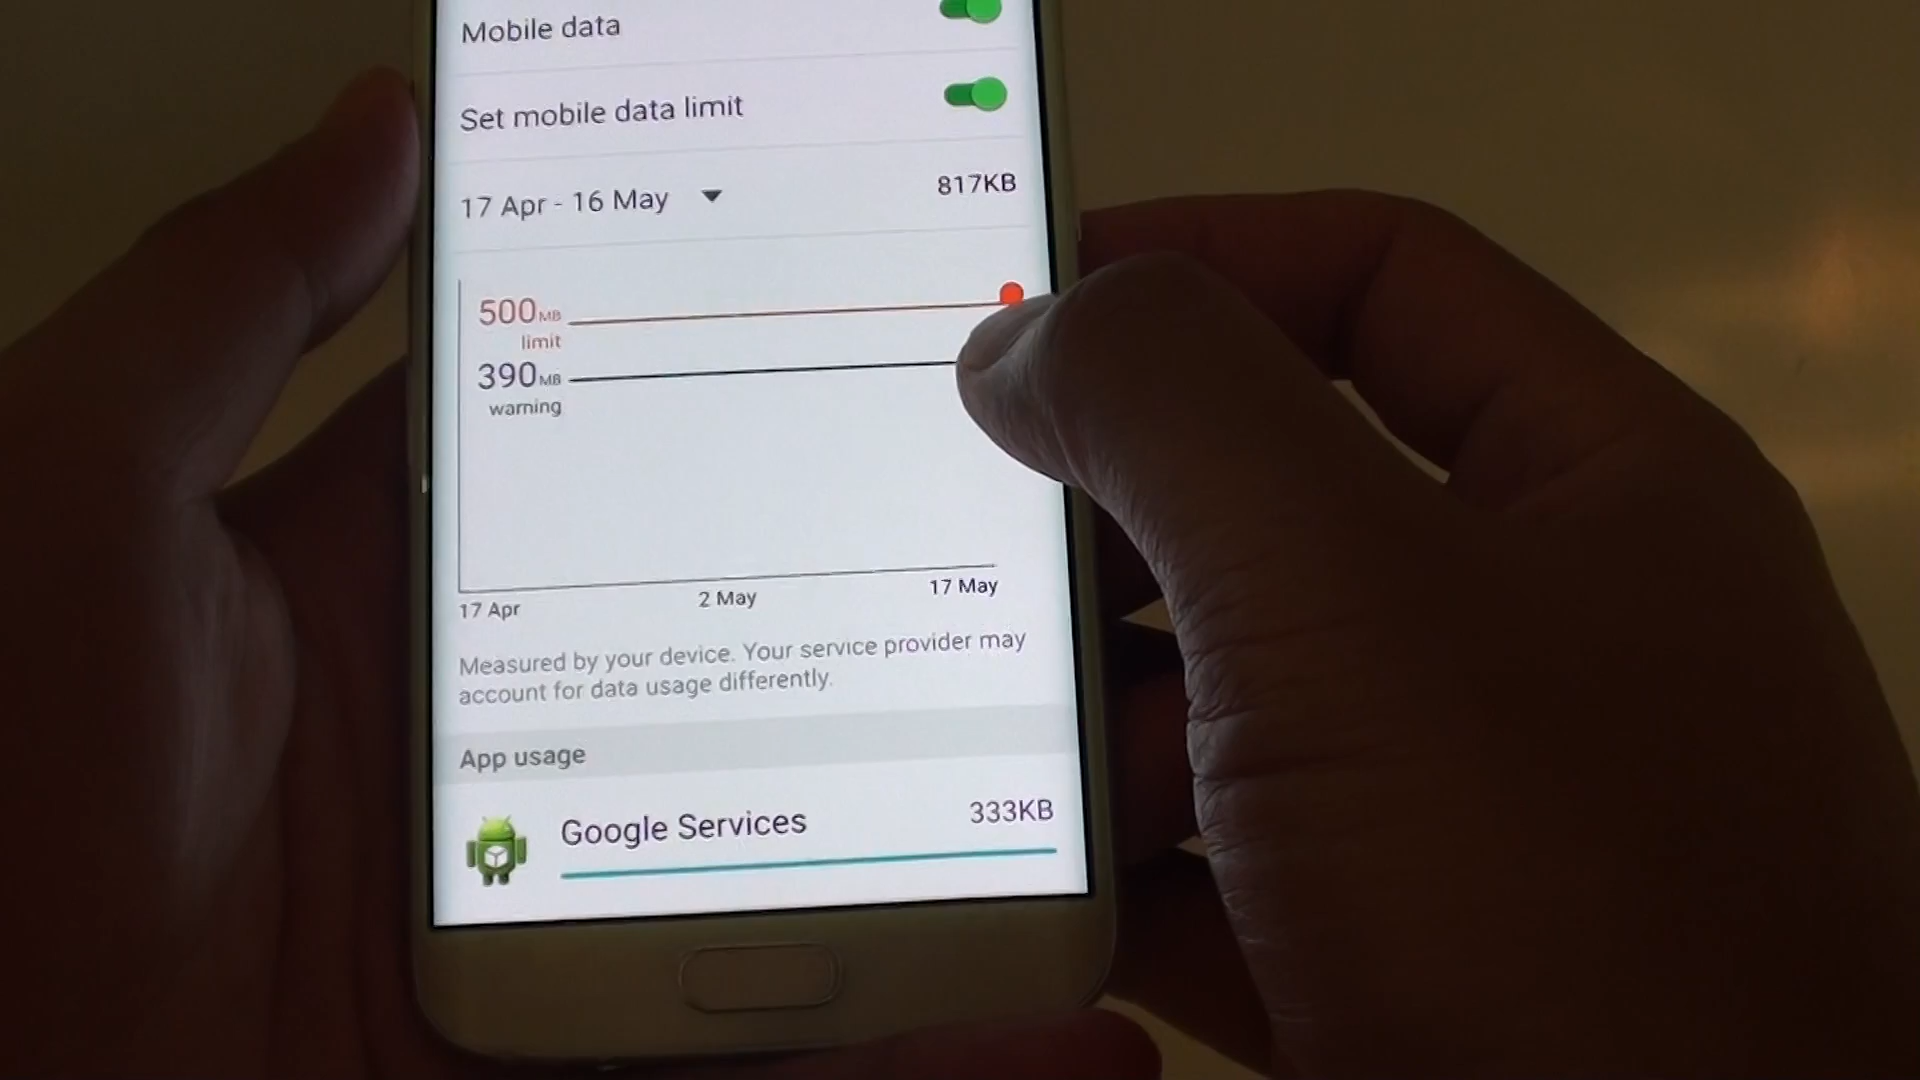 Mobile data
Set mobile data limit
17 Apr - 16 May 817KB
500MB
limit
390MB
warning
17 Apr 2 May 17 May
Measured by your device. Your service provider may
account for data usage differently.
App usage
Google Services 333KB